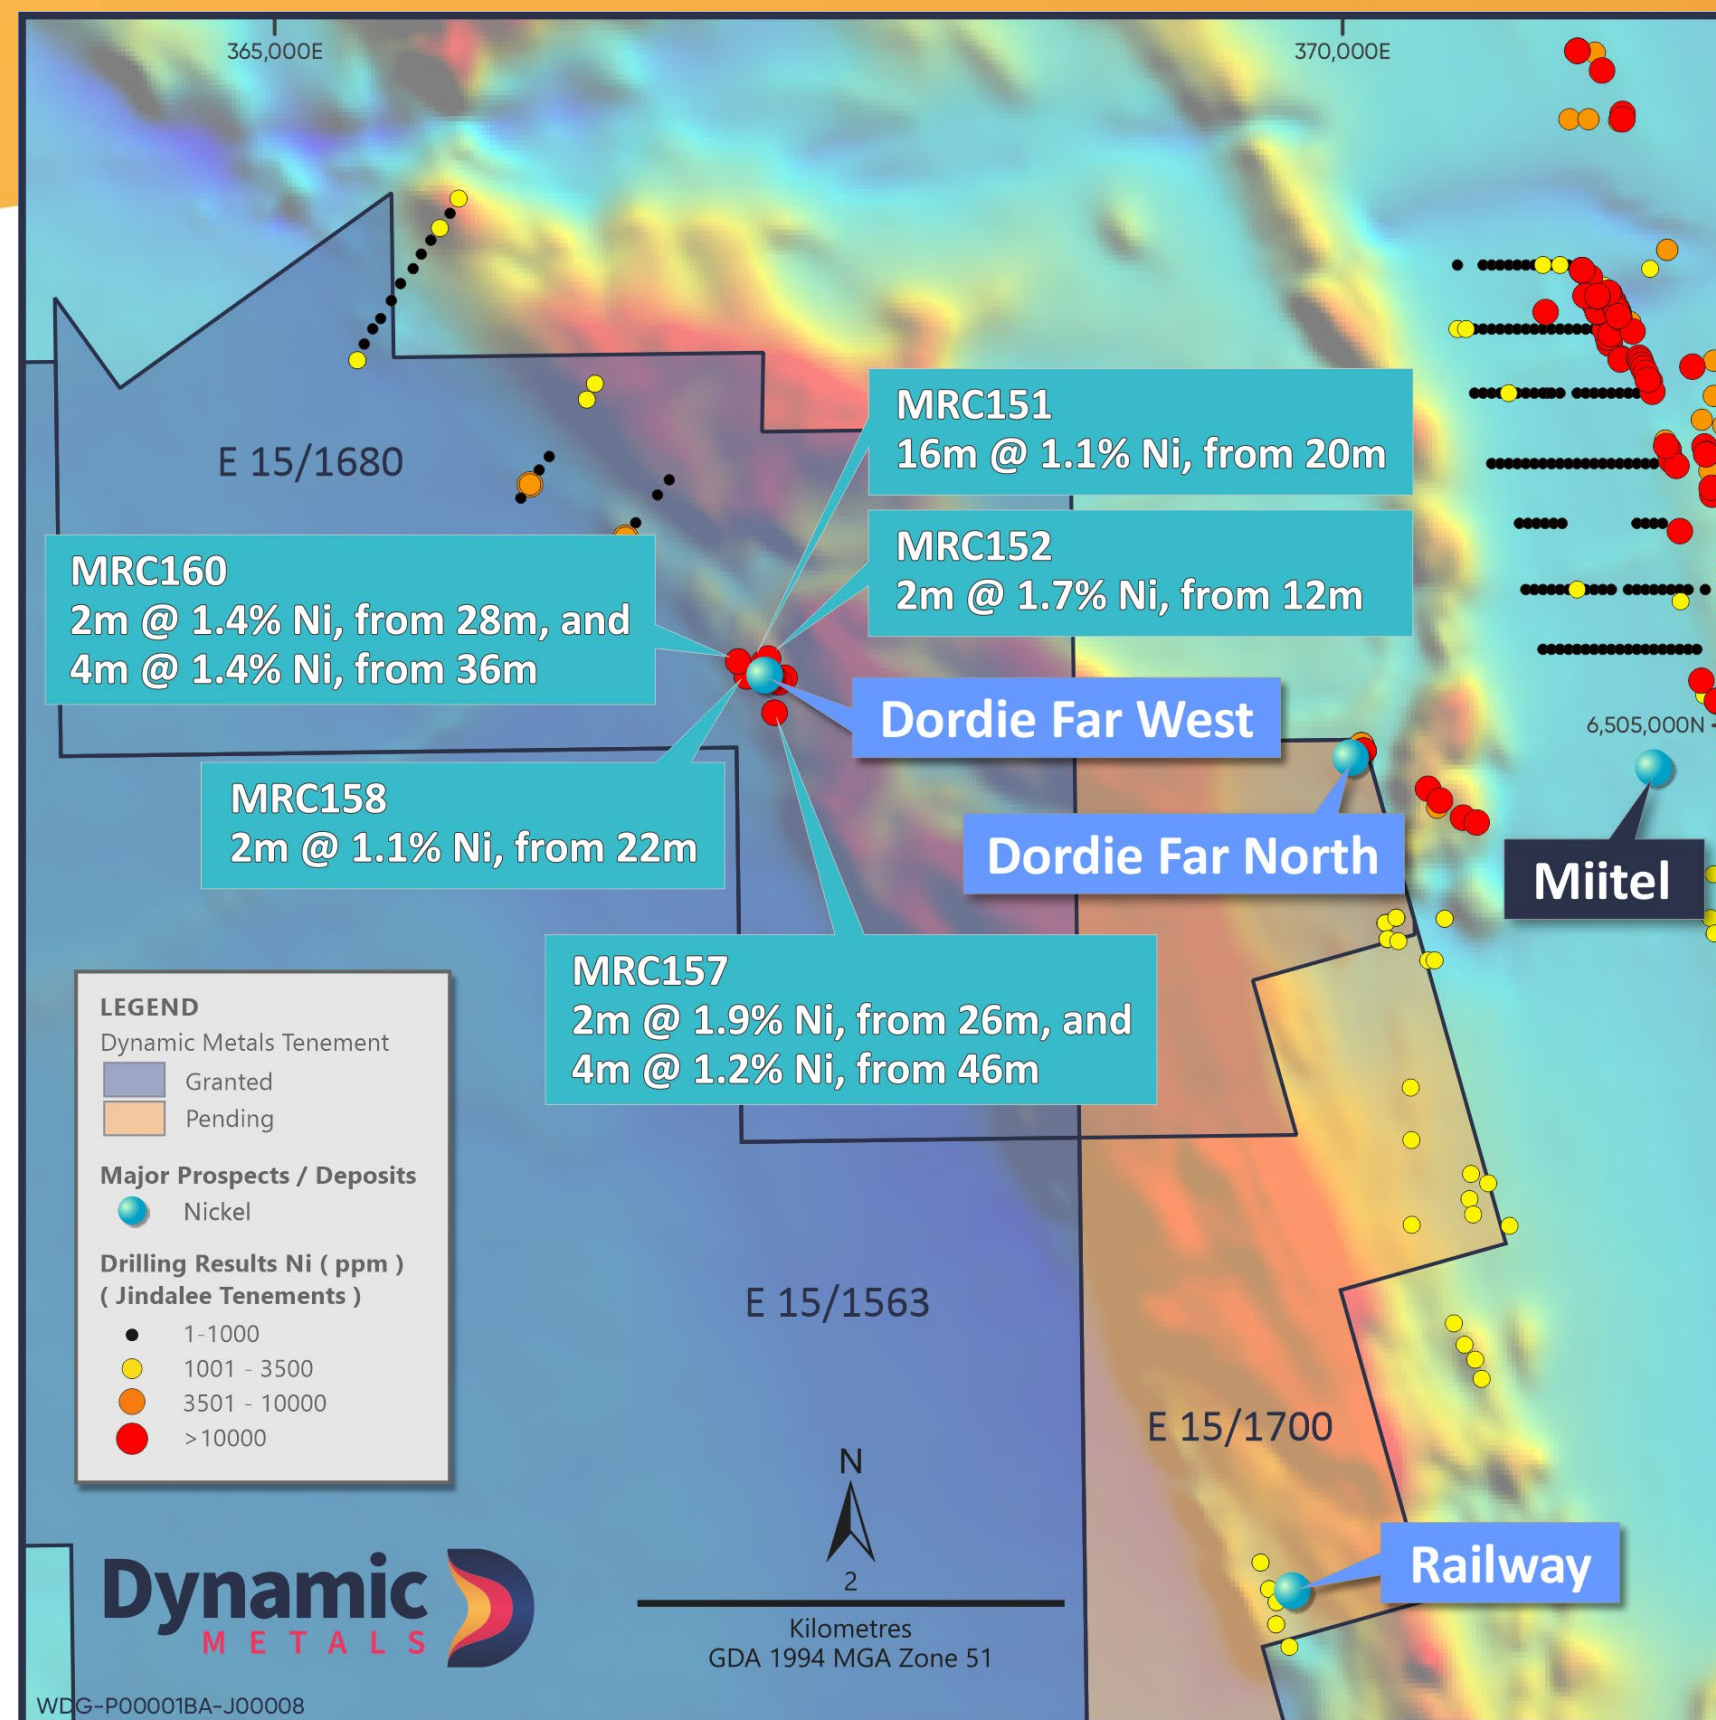 365,000E
370,000E
E 15/1680
MRC151
16m @ 1.1% Ni, from 20m
MRC152
2m @ 1.7% Ni, from 12m
MRC160
2m @ 1.4% Ni, from 28m, and
4m @ 1.4% Ni, from 36m
Dordie Far West
6,505,000N
MRC158
2m @ 1.1% Ni, from 22m
Dordie Far North
Miitel
MRC157
2m @ 1.9% Ni, from 26m, and
4m @ 1.2% Ni, from 46m
LEGEND
Dynamic Metals Tenement
Granted
Pending
Major Prospects / Deposits
Nickel
Drilling Results Ni ( ppm )
( Jindalee Tenements )
1-1000
1001 - 3500
3501 - 10000
>10000
E 15/1563
E 15/1700
N
2
Kilometres
GDA 1994 MGA Zone 51
Railway
Dynamic
METALS
WDG-P00001BA-J00008